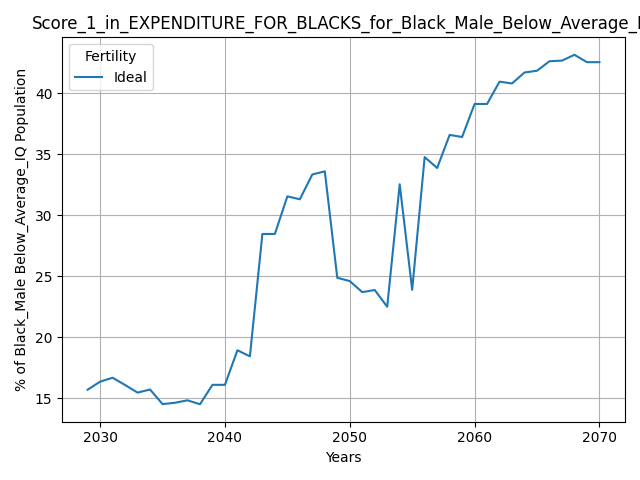 Score_1_in_EXPENDITURE_FOR_BLACKS_for_Black_Male_Below_Average_I
Fertility
Ideal
% of Black_Male Below_Average_IQ Population
40
35
30
25
20
15
2030 2040 2050 2060 2070
Years